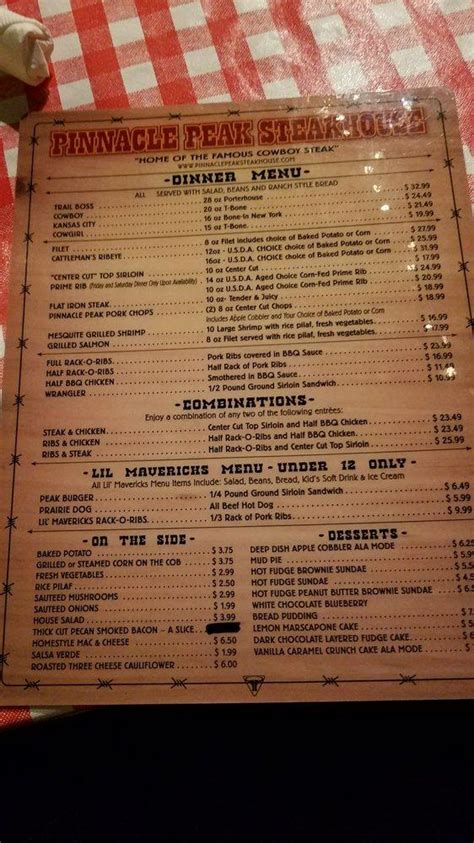 PINNACLE PEAK STEAKHOUSE
"HOME OF THE FAMOUS COWBOY STEAK"
WWW.PINNACLEPEAKSTEAKHOUSE.COM
- DINNER MENU -
ALL SERVED WITH SALAD, BEANS AND RANCH STYLE BREAD
TRAIL BOSS 28 oz Porterhouse $ 32.99
COWBOY 20 oz T-Bone $ 24.49
KANSAS CITY 16 oz Bone-in New York $ 21.49
COWGIRL 15 oz T-Bone $ 19.99
FILET 8 oz Filet includes choice of Baked Potato or Corn $ 27.99
CATTLEMAN'S RIBEYE 12oz - U.S.D.A. CHOICE choice of Baked Potato or Corn $ 25.99
16oz - U.S.D.A. CHOICE choice of Baked Potato or Corn $ 31.99
"CENTER CUT" TOP SIRLOIN 10 oz Center Cut
PRIME RIB (Friday and Saturday Dinner Only Upon Availability) 14 oz of U.S.D.A. Aged Choice Corn-Fed Prime Rib
10 oz of U.S.D.A. Aged Choice Corn-Fed Prime Rib
FLAT IRON STEAK 10 oz- Tender & Juicy
PINNACLE PEAK PORK CHOPS (2) 8 oz Center Cut Chops $ 18.99
Includes Apple Cobbler and Your Choice of Baked Potato or Corn
MESQUITE GRILLED SHRIMP 10 Large Shrimp with rice pilaf, fresh vegetables. $ 16.99
GRILLED SALMON 8 oz Filet served with rice pilaf, fresh vegetables. 17.99
FULL RACK-O-RIBS Pork Ribs covered in BBQ Sauce $ 23.99
HALF RACK-O-RIBS Half Rack of Pork Ribs $ 16.99
HALF BBQ CHICKEN Smothered in BBQ Sauce
WRANGLER 1/2 Pound Ground Sirloin Sandwich
- COMBINATIONS -
Enjoy a combination of any two of the following entrées:
STEAK & CHICKEN Center Cut Top Sirloin and Half BBQ Chicken $ 23.49
RIBS & CHICKEN Half Rack-O-Ribs and Half BBQ Chicken. $ 23.49
RIBS & STEAK Half Rack-O-Ribs and Center Cut Top Sirloin $ 25.99
- LIL MAVERICKS MENU - UNDER 12 ONLY -
All Lil' Mavericks Menu Items Include: Salad, Beans, Bread, Kid's Soft Drink & Ice Cream
PEAK BURGER 1/4 Pound Ground Sirloin Sandwich $ 6.49
PRAIRIE DOG All Beef Hot Dog $ 5.99
LIL' MAVERICKS RACK-O-RIBS 1/3 Rack of Pork Ribs $ 9.99
- ON THE SIDE -
BAKED POTATO $ 3.75
GRILLED or STEAMED CORN ON THE COB $ 3.75
FRESH VEGETABLES $ 2.99
RICE PILAF $ 2.50
SAUTEED MUSHROOMS $ 2.99
SAUTEED ONIONS $ 1.99
HOUSE SALAD $ 3.99
THICK CUT PECAN SMOKED BACON – A SLICE
HOMESTYLE MAC & CHEESE $ 6.50
SALSA VERDE $ 1.99
ROASTED THREE CHEESE CAULIFLOWER $ 6.00
DESSERTS -
DEEP DISH APPLE COBBLER ALA MODE $ 6.25
MUD PIE
HOT FUDGE BROWNIE SUNDAE
HOT FUDGE SUNDAE
HOT FUDGE PEANUT BUTTER BROWNIE SUNDAE
WHITE CHOCOLATE BLUEBERRY
BREAD PUDDING
LEMON MARSCAPONE CAKE
DARK CHOCOLATE LAYERED FUDGE CAKE
VANILLA CARAMEL CRUNCH CAKE ALA MODE